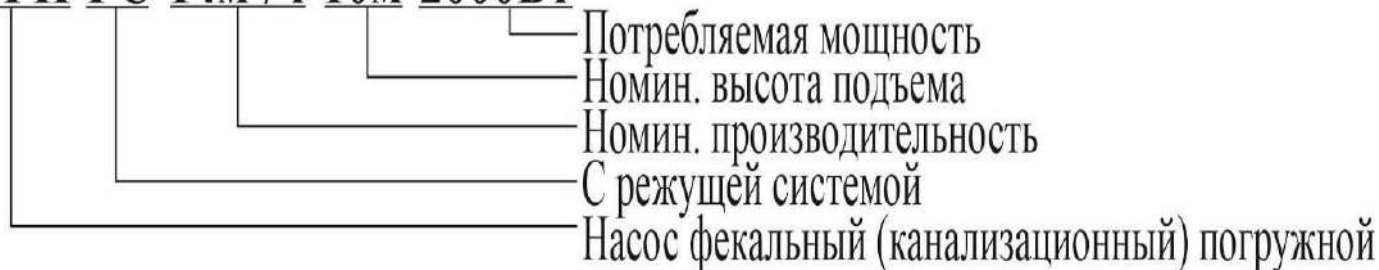 Потребляемая мощность
Номин. высота подъема
Номин. производительность
С режущей системой
Насос фекальный (канализационный) погружной